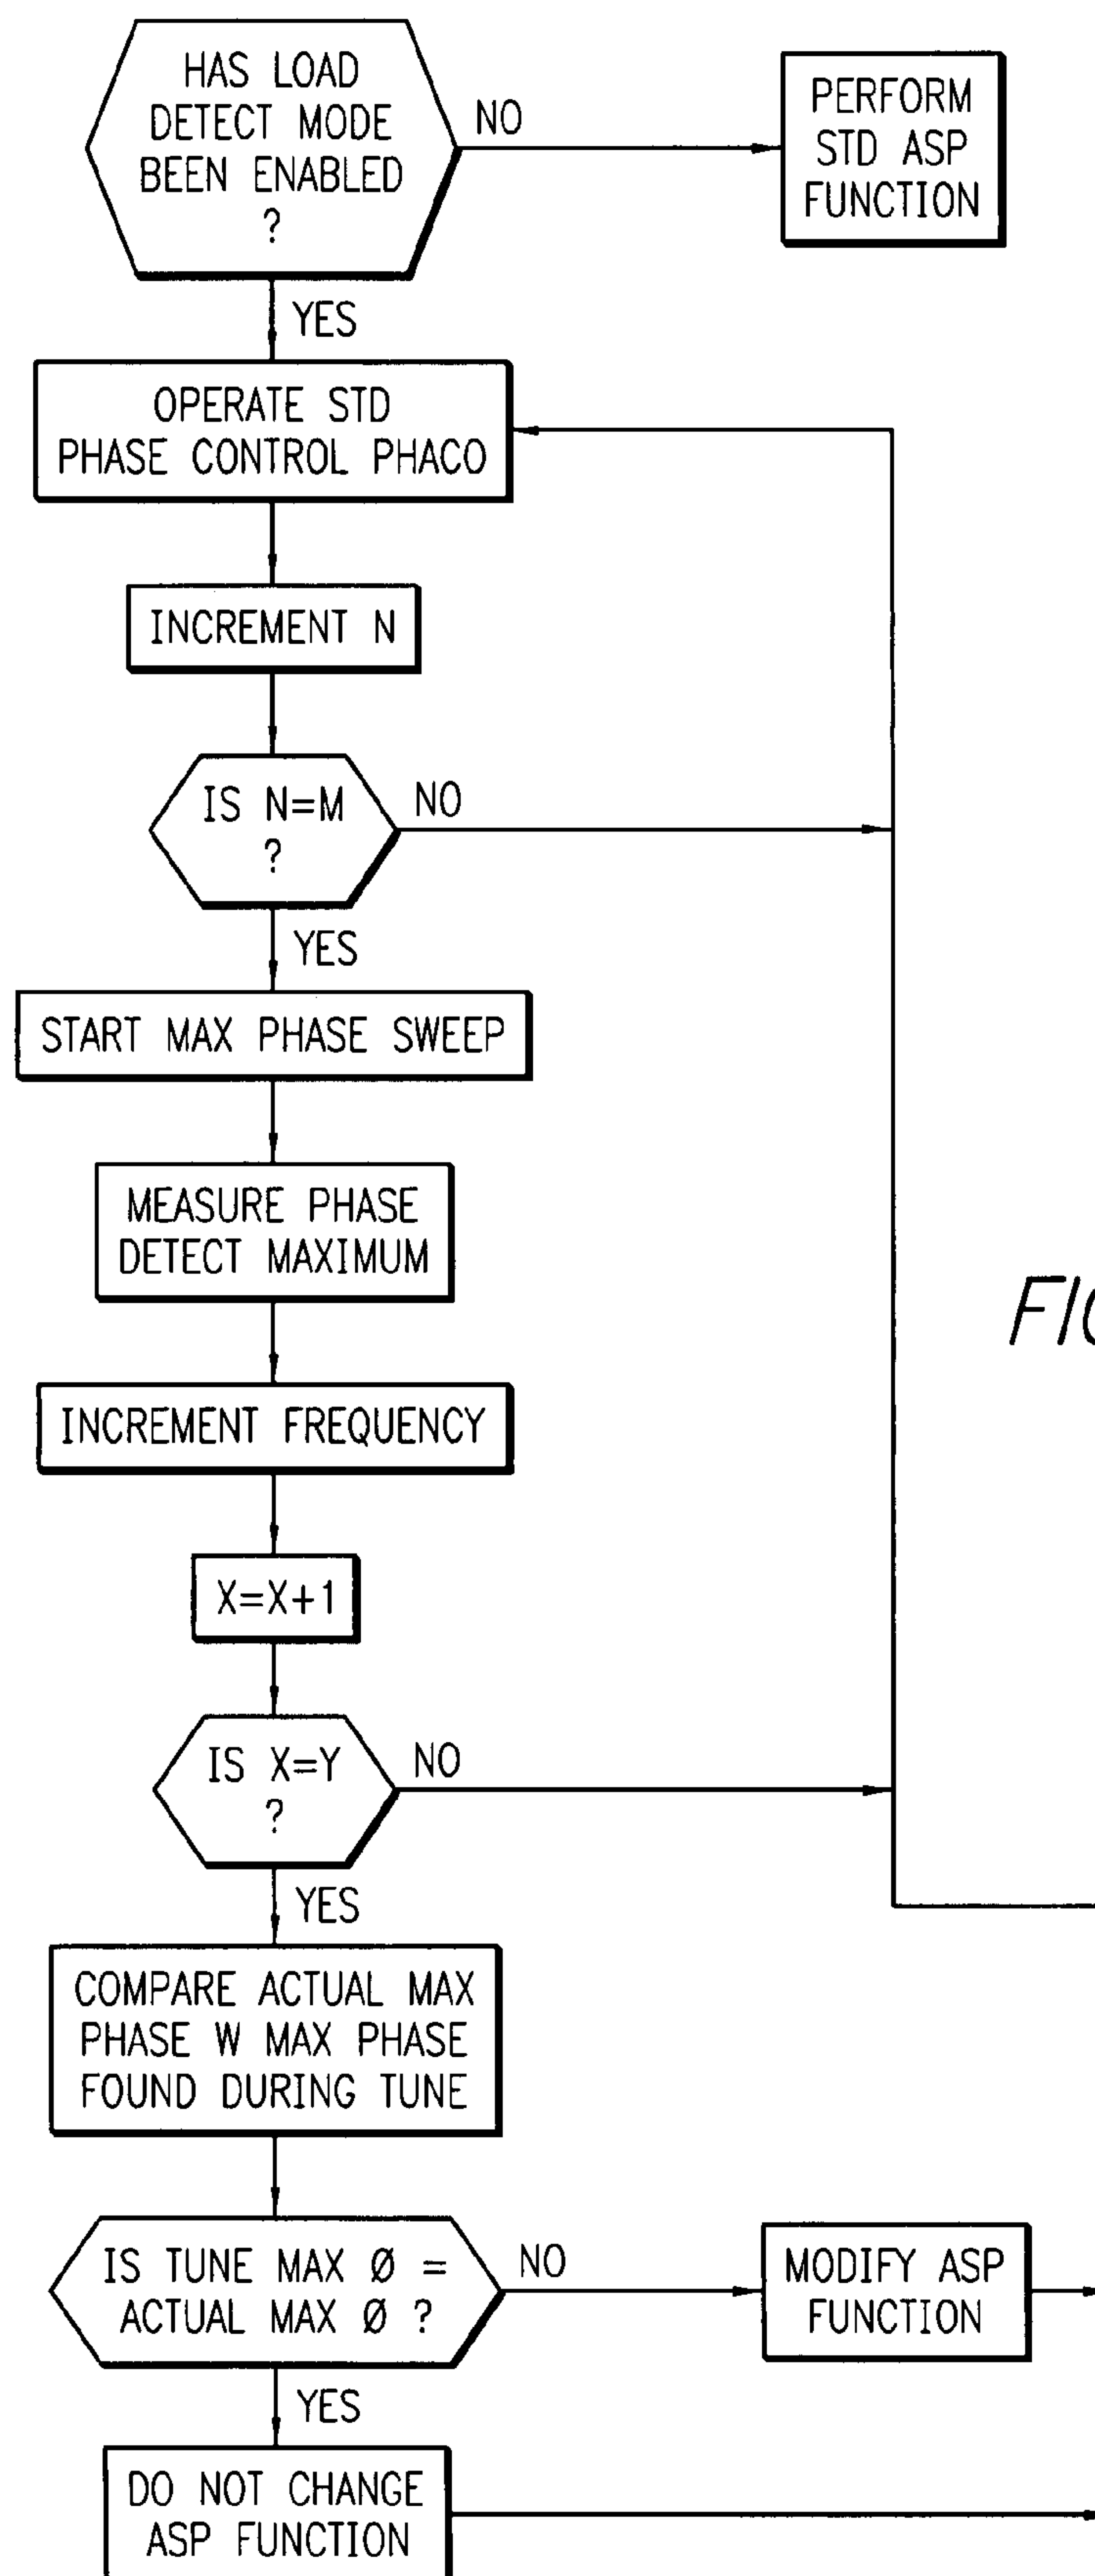 HAS LOAD
DETECT MODE
BEEN ENABLED
?
NO
PERFORM
STD ASP
FUNCTION
YES
OPERATE STD
PHASE CONTROL PHACO
INCREMENT N
IS N=M
?
NO
YES
START MAX PHASE SWEEP
MEASURE PHASE
DETECT MAXIMUM
INCREMENT FREQUENCY
X=X+1
IS X=Y
?
NO
YES
COMPARE ACTUAL MAX
PHASE W MAX PHASE
FOUND DURING TUNE
IS TUNE MAX Ø =
ACTUAL MAX Ø ?
NO
MODIFY ASP
FUNCTION
YES
DO NOT CHANGE
ASP FUNCTION